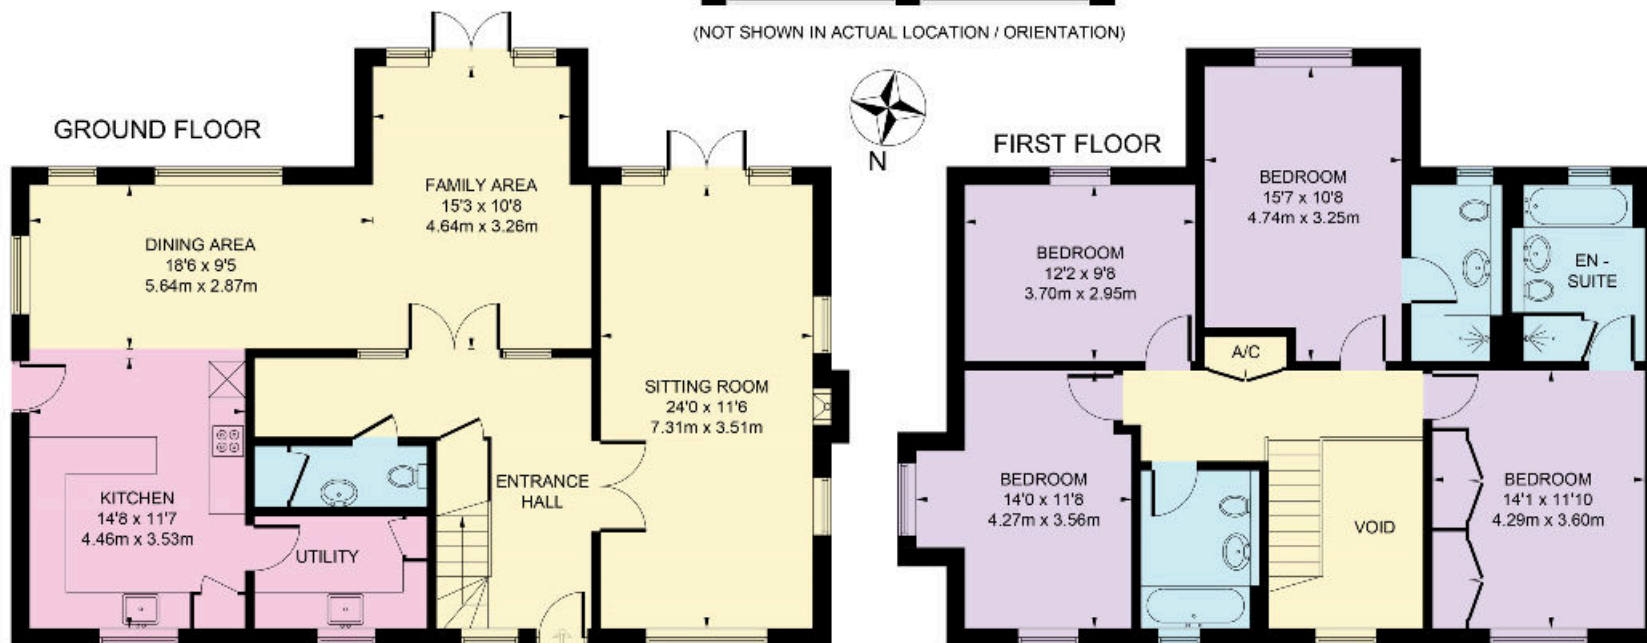 (NOT SHOWN IN ACTUAL LOCATION / ORIENTATION)
GROUND FLOOR
N
FIRST FLOOR
FAMILY AREA
15'3 x 10'8
4.64m x 3.26m
DINING AREA
18'6 x 9'5
5.64m x 2.87m
SITTING ROOM
24'0 x 11'6
7.31m x 3.51m
KITCHEN
14'8 x 11'7
4.46m x 3.53m
UTILITY
ENTRANCE
HALL
BEDROOM
15'7 x 10'8
4.74m x 3.25m
BEDROOM
12'2 x 9'8
3.70m x 2.95m
EN -
SUITE
A/C
BEDROOM
14'0 x 11'8
4.27m x 3.56m
VOID
BEDROOM
14'1 x 11'10
4.29m x 3.60m